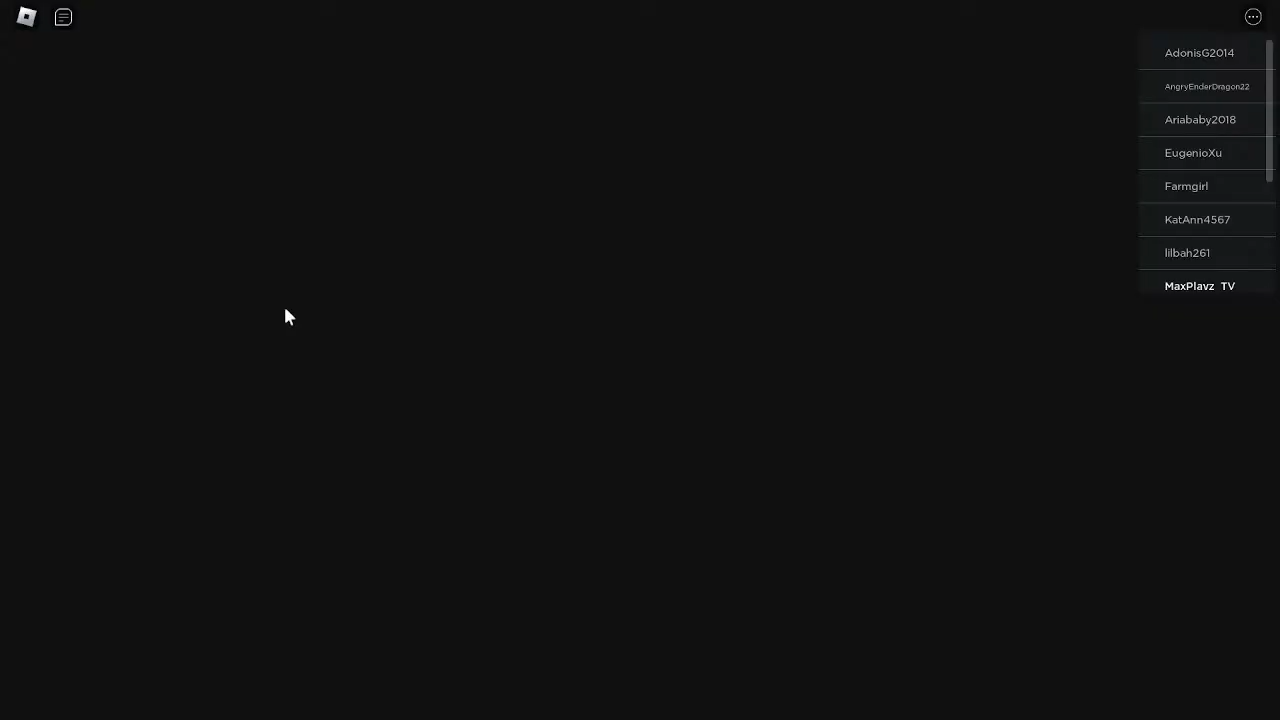 AdonisG2014
AngryEnderDragon22
Ariababy2018
EugenioXu
Farmgirl
KatAnn4567
lilbah261
MaxPlayz_TV